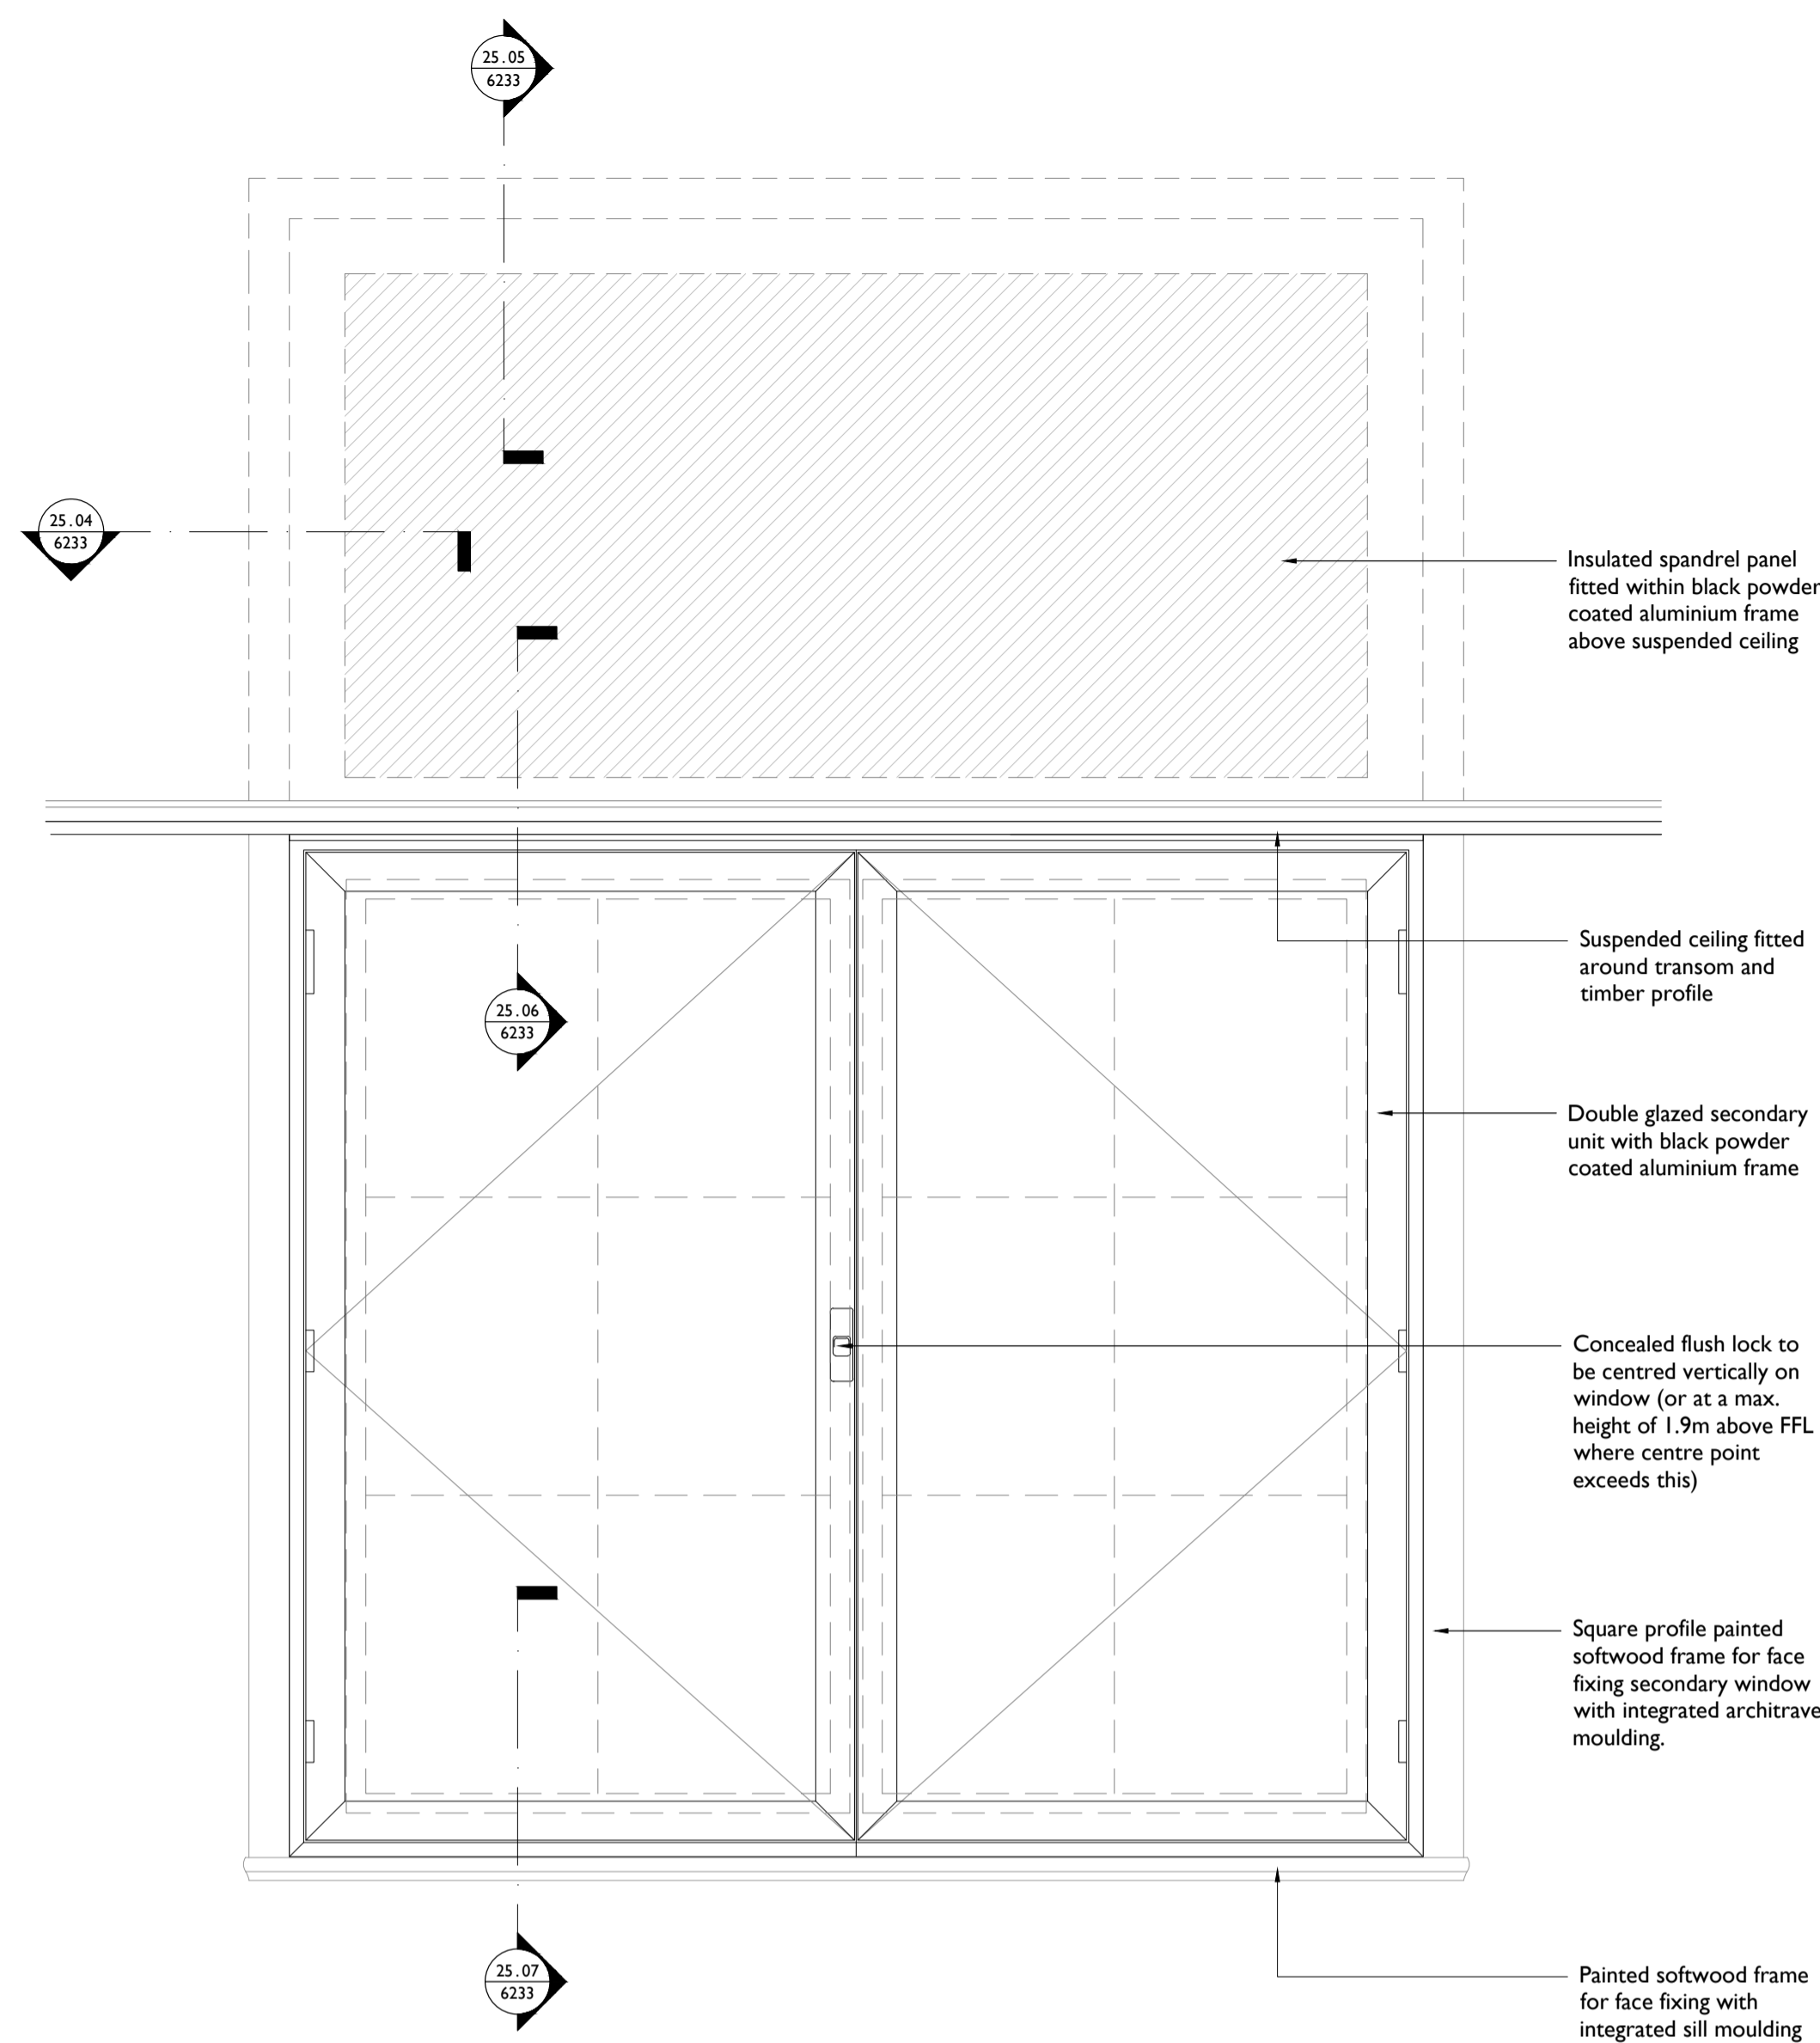 25.05
6233
25.04
6233
Insulated spandrel panel
fitted within black powder
coated aluminium frame
above suspended ceiling
Suspended ceiling fitted
around transom and
timber profile
25.06
6233
Double glazed secondary
unit with black powder
coated aluminium frame
Concealed flush lock to
be centred vertically on
window (or at a max.
height of 1.9m above FFL
where centre point
exceeds this)
Square profile painted
softwood frame for face
fixing secondary window
with integrated architrave
moulding.
25.07
6233
Painted softwood frame
for face fixing with
integrated sill moulding